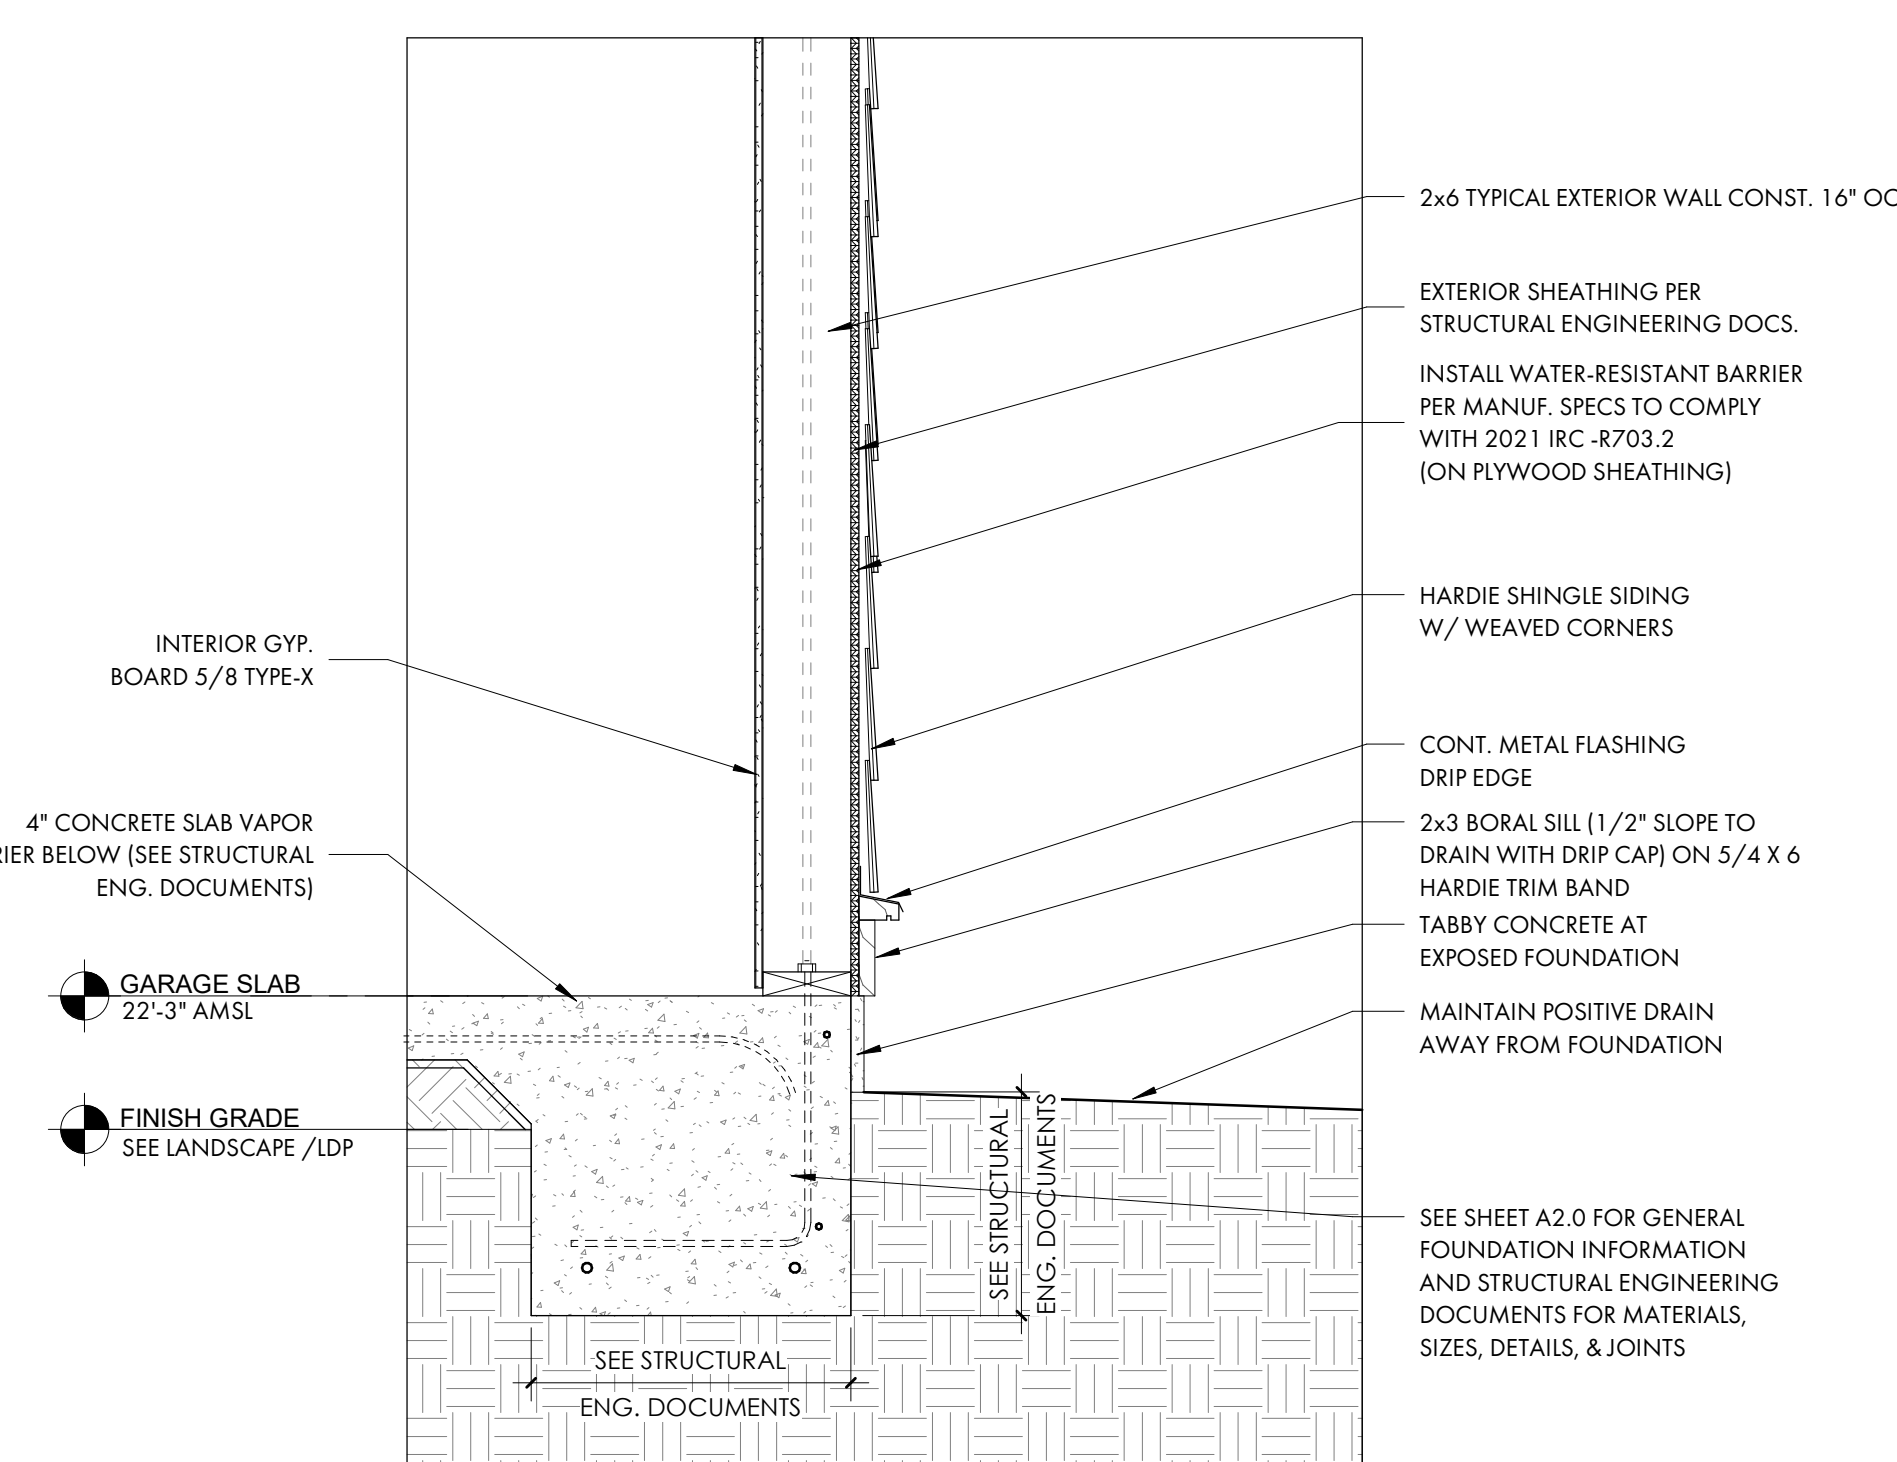 2x6 TYPICAL EXTERIOR WALL CONST. 16" OC
EXTERIOR SHEATHING PER
STRUCTURAL ENGINEERING DOCS.
INSTALL WATER-RESISTANT BARRIER
PER MANUF. SPECS TO COMPLY
WITH 2021 IRC -R703.2
(ON PLYWOOD SHEATHING)
HARDIE SHINGLE SIDING
W/ WEAVED CORNERS
INTERIOR GYP.
BOARD 5/8 TYPE-X
CONT. METAL FLASHING
DRIP EDGE
4" CONCRETE SLAB VAPOR
RIER BELOW (SEE STRUCTURAL
ENG. DOCUMENTS)
2x3 BORAL SILL (1/2" SLOPE TO
DRAIN WITH DRIP CAP) ON 5/4 X 6
HARDIE TRIM BAND
TABBY CONCRETE AT
EXPOSED FOUNDATION
GARAGE SLAB
22'-3" AMSL
MAINTAIN POSITIVE DRAIN
AWAY FROM FOUNDATION
FINISH GRADE
SEE LANDSCAPE /LDP
SEE STRUCTURAL
ENG. DOCUMENTS
SEE SHEET A2.0 FOR GENERAL
FOUNDATION INFORMATION
AND STRUCTURAL ENGINEERING
DOCUMENTS FOR MATERIALS,
SIZES, DETAILS, & JOINTS
SEE STRUCTURAL
ENG. DOCUMENTS